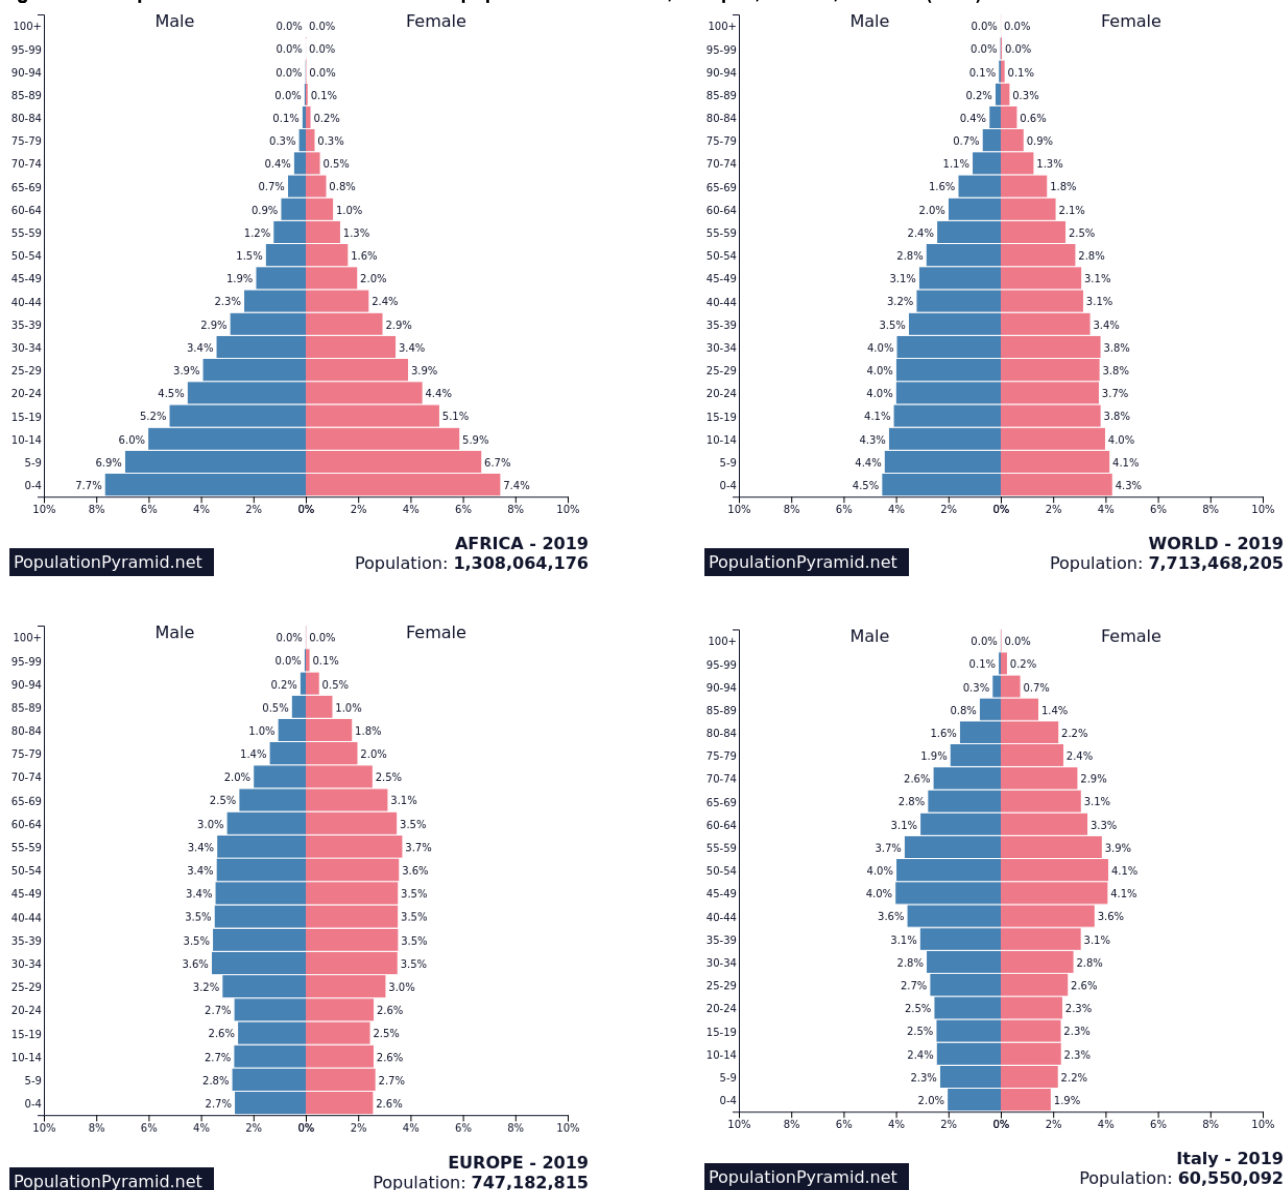 Male Female
100+ 0.0% 0.0%
95-99 0.0% 0.0%
90-94 0.0% 0.0%
85-89 0.0% 0.1%
80-84 0.1% 0.2%
75-79 0.3% 0.3%
70-74 0.4% 0.5%
65-69 0.7% 0.8%
60-64 0.9% 1.0%
55-59 1.2% 1.3%
50-54 1.5% 1.6%
45-49 1.9% 2.0%
40-44 2.3% 2.4%
35-39 2.9% 2.9%
30-34 3.4% 3.4%
25-29 3.9% 3.9%
20-24 4.5% 4.4%
15-19 5.2% 5.1%
10-14 6.0% 5.9%
5-9 6.9% 6.7%
0-4 7.7% 7.4%
10% 8% 6% 4% 2% 0% 2% 4% 6% 8% 10%
AFRICA - 2019
PopulationPyramid.net Population: 1,308,064,176
Male Female
100+ 0.0% 0.0%
95-99 0.0% 0.0%
90-94 0.1% 0.1%
85-89 0.2% 0.3%
80-84 0.4% 0.6%
75-79 0.7% 0.9%
70-74 1.1% 1.3%
65-69 1.6% 1.8%
60-64 2.0% 2.1%
55-59 2.4% 2.5%
50-54 2.8% 2.8%
45-49 3.1% 3.1%
40-44 3.2% 3.1%
35-39 3.5% 3.4%
30-34 4.0% 3.8%
25-29 4.0% 3.8%
20-24 4.0% 3.7%
15-19 4.1% 3.8%
10-14 4.3% 4.0%
5-9 4.4% 4.1%
0-4 4.5% 4.3%
10% 8% 6% 4% 2% 0% 2% 4% 6% 8% 10%
WORLD - 2019
PopulationPyramid.net Population: 7,713,468,205
Male Female
100+ 0.0% 0.0%
95-99 0.0% 0.1%
90-94 0.2% 0.5%
85-89 0.5% 1.0%
80-84 1.0% 1.8%
75-79 1.4% 2.0%
70-74 2.0% 2.5%
65-69 2.5% 3.1%
60-64 3.0% 3.5%
55-59 3.4% 3.7%
50-54 3.4% 3.6%
45-49 3.4% 3.5%
40-44 3.5% 3.5%
35-39 3.5% 3.5%
30-34 3.6% 3.5%
25-29 3.2% 3.0%
20-24 2.7% 2.6%
15-19 2.6% 2.5%
10-14 2.7% 2.6%
5-9 2.8% 2.7%
0-4 2.7% 2.6%
10% 8% 6% 4% 2% 0% 2% 4% 6% 8% 10%
EUROPE - 2019
PopulationPyramid.net Population: 747,182,815
Male Female
100+ 0.0% 0.0%
95-99 0.1% 0.2%
90-94 0.3% 0.7%
85-89 0.8% 1.4%
80-84 1.6% 2.2%
75-79 1.9% 2.4%
70-74 2.6% 2.9%
65-69 2.8% 3.1%
60-64 3.1% 3.3%
55-59 3.7% 3.9%
50-54 4.0% 4.1%
45-49 4.0% 4.1%
40-44 3.6% 3.6%
35-39 3.1% 3.1%
30-34 2.8% 2.8%
25-29 2.7% 2.6%
20-24 2.5% 2.3%
15-19 2.5% 2.3%
10-14 2.4% 2.3%
5-9 2.3% 2.2%
0-4 2.0% 1.9%
10% 8% 6% 4% 2% 0% 2% 4% 6% 8% 10%
Italy - 2019
PopulationPyramid.net Population: 60,550,092